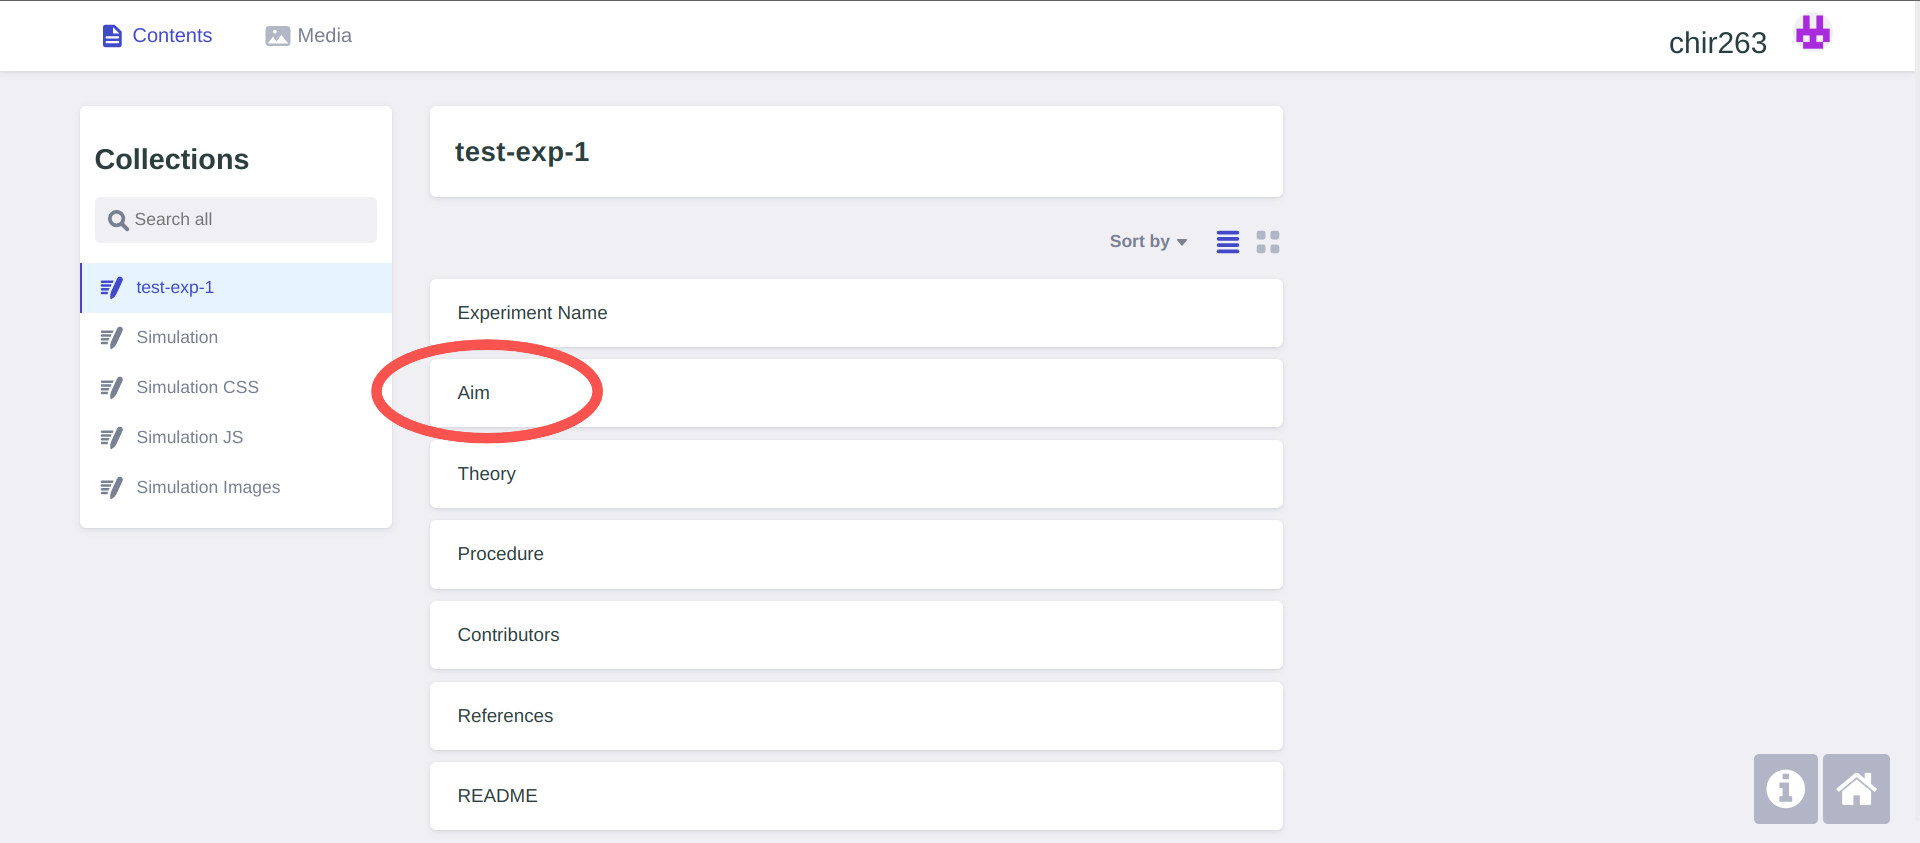 Contents
Media
chir263
Collections
Search all
test-exp-1
Simulation
Simulation CSS
Simulation JS
Simulation Images
test-exp-1
Sort by
Experiment Name
Aim
Theory
Procedure
Contributors
References
README